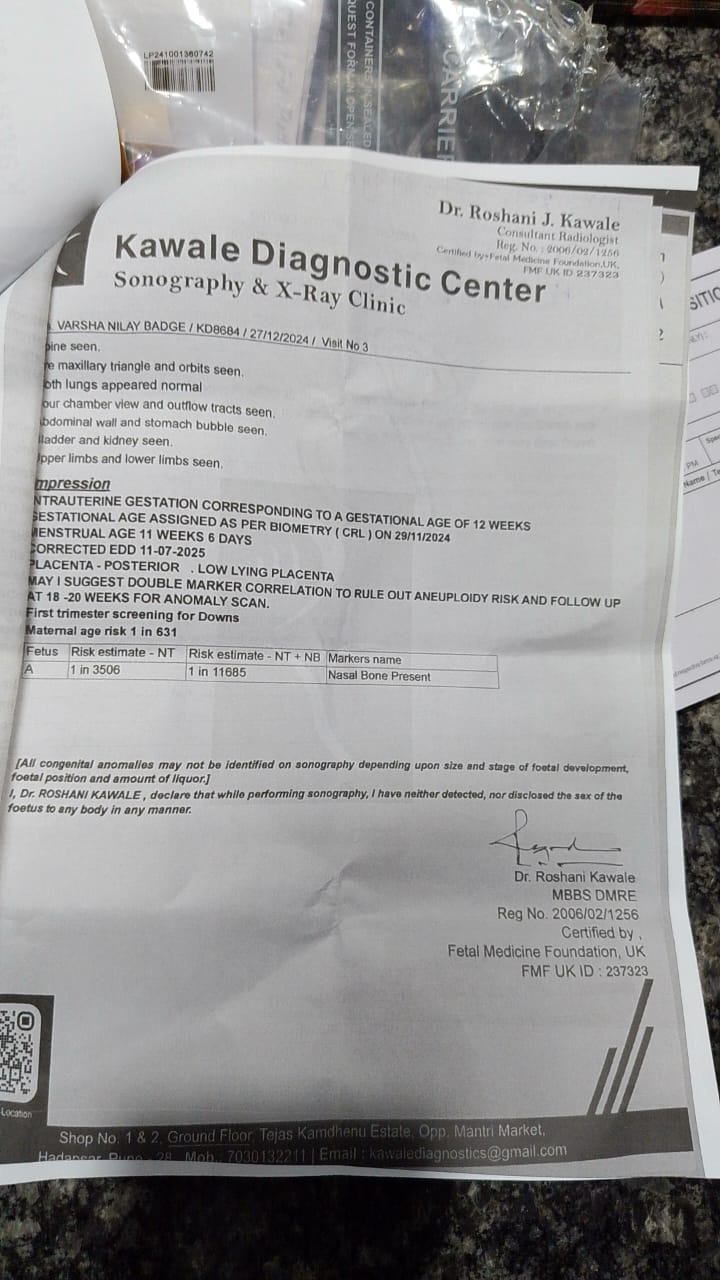 LP241001360742
CONTAINERS IN SEALED
CARRIE
Dr. Roshani J. Kawale
Consultant Radiologist
Reg. No. : 2006/02/1256
Certified by Fetal Medicine Foundation,UK,
FMF UK ID 237323
Kawale Diagnostic Center
Sonography & X-Ray Clinic
VARSHA NILAY BADGE / KD8684 / 27/12/2024 / Visit No 3
pine seen.
e maxillary triangle and orbits seen.
oth lungs appeared normal
our chamber view and outflow tracts seen.
bdominal wall and stomach bubble seen.
ladder and kidney seen.
pper limbs and lower limbs seen.
mpression
NTRAUTERINE GESTATION CORRESPONDING TO A GESTATIONAL AGE OF 12 WEEKS
GESTATIONAL AGE ASSIGNED AS PER BIOMETRY ( CRL ) ON 29/11/2024
MENSTRUAL AGE 11 WEEKS 6 DAYS
CORRECTED EDD 11-07-2025
PLACENTA - POSTERIOR . LOW LYING PLACENTA
MAY I SUGGEST DOUBLE MARKER CORRELATION TO RULE OUT ANEUPLOIDY RISK AND FOLLOW UP
AT 18 -20 WEEKS FOR ANOMALY SCAN.
First trimester screening for Downs
Maternal age risk 1 in 631
Fetus Risk estimate - NT Risk estimate - NT + NB Markers name
A 1 in 3506 1 in 11685 Nasal Bone Present
[All congenital anomalies may not be identified on sonography depending upon size and stage of foetal development,
foetal position and amount of liquor.]
I, Dr. ROSHANI KAWALE , declare that while performing sonography, I have neither detected, nor disclosed the sex of the
foetus to any body in any manner.
Dr. Roshani Kawale
MBBS DMRE
Reg No. 2006/02/1256
Certified by ,
Fetal Medicine Foundation, UK
FMF UK ID : 237323
Location
Shop No. 1 & 2, Ground Floor, Tejas Kamdhenu Estate, Opp. Mantri Market,
Hadapsar, Pune - 28 Mob. 7030132211 | Email : kawalediagnostics@gmail.com